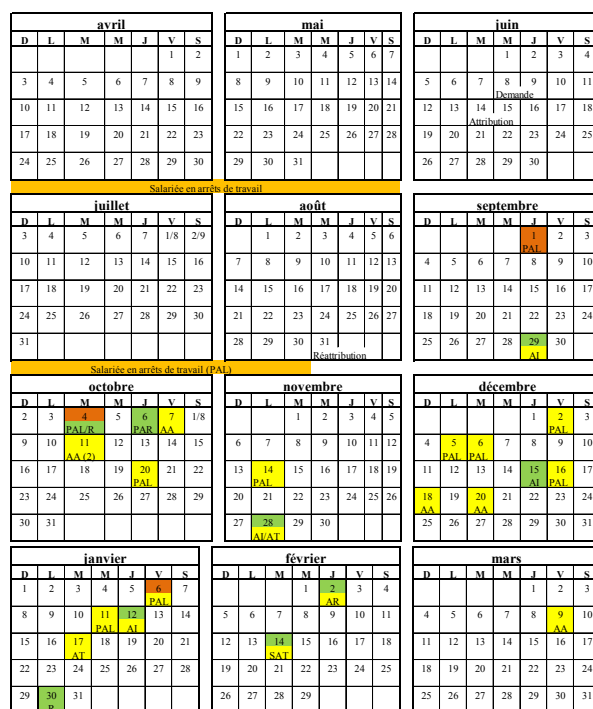 avril
D L M M J V S
1 2
3 4 5 6 7 8 9
10 11 12 13 14 15 16
17 18 19 20 21 22 23
24 25 26 27 28 29 30
mai
D L M M J V S
1 2 3 4 5 6 7
8 9 10 11 12 13 14
15 16 17 18 19 20 21
22 23 24 25 26 27 28
29 30 31
juin
D L M M J V S
1 2 3 4
5 6 7 8 9 10 11
Demande
12 13 14 15 16 17 18
Attribution
19 20 21 22 23 24 25
26 27 28 29 30
Salariée en arrêts de travail
juillet
D L M M J V S
3 4 5 6 7 1/8 2/9
10 11 12 13 14 15 16
17 18 19 20 21 22 23
24 25 26 27 28 29 30
31
août
D L M M J V S
1 2 3 4 5 6
7 8 9 10 11 12 13
14 15 16 17 18 19 20
21 22 23 24 25 26 27
28 29 30 31
Réattribution
septembre
D L M M J V S
1 2 3
PAL
4 5 6 7 8 9 10
11 12 13 14 15 16 17
18 19 20 21 22 23 24
25 26 27 28 29 30
AI
Salariée en arrêts de travail (PAL)
octobre
D L M M J V S
2 3 4 5 6 7 1/8
PAL/R PAR AA
9 10 11 12 13 14 15
AA (2)
16 17 18 19 20 21 22
PAL
23 24 25 26 27 28 29
30 31
novembre
D L M M J V S
1 2 3 4 5
6 7 8 9 10 11 12
13 14 15 16 17 18 19
PAL
20 21 22 23 24 25 26
27 28 29 30
AI/AT
décembre
D L M M J V S
1 2 3
PAL
4 5 6 7 8 9 10
PAL PAL
11 12 13 14 15 16 17
AI PAL
18 19 20 21 22 23 24
AA AA
25 26 27 28 29 30 31
janvier
D L M M J V S
1 2 3 4 5 6 7
PAL
8 9 10 11 12 13 14
PAL AI
15 16 17 18 19 20 21
AT
22 23 24 25 26 27 28
29 30 31
R
février
D L M M J V S
1 2 3 4
AR
5 6 7 8 9 10 11
12 13 14 15 16 17 18
SAT
19 20 21 22 23 24 25
26 27 28 29
mars
D L M M J V S
1 2 3
4 5 6 7 8 9 10
AA
11 12 13 14 15 16 17
18 19 20 21 22 23 24
25 26 27 28 29 30 31